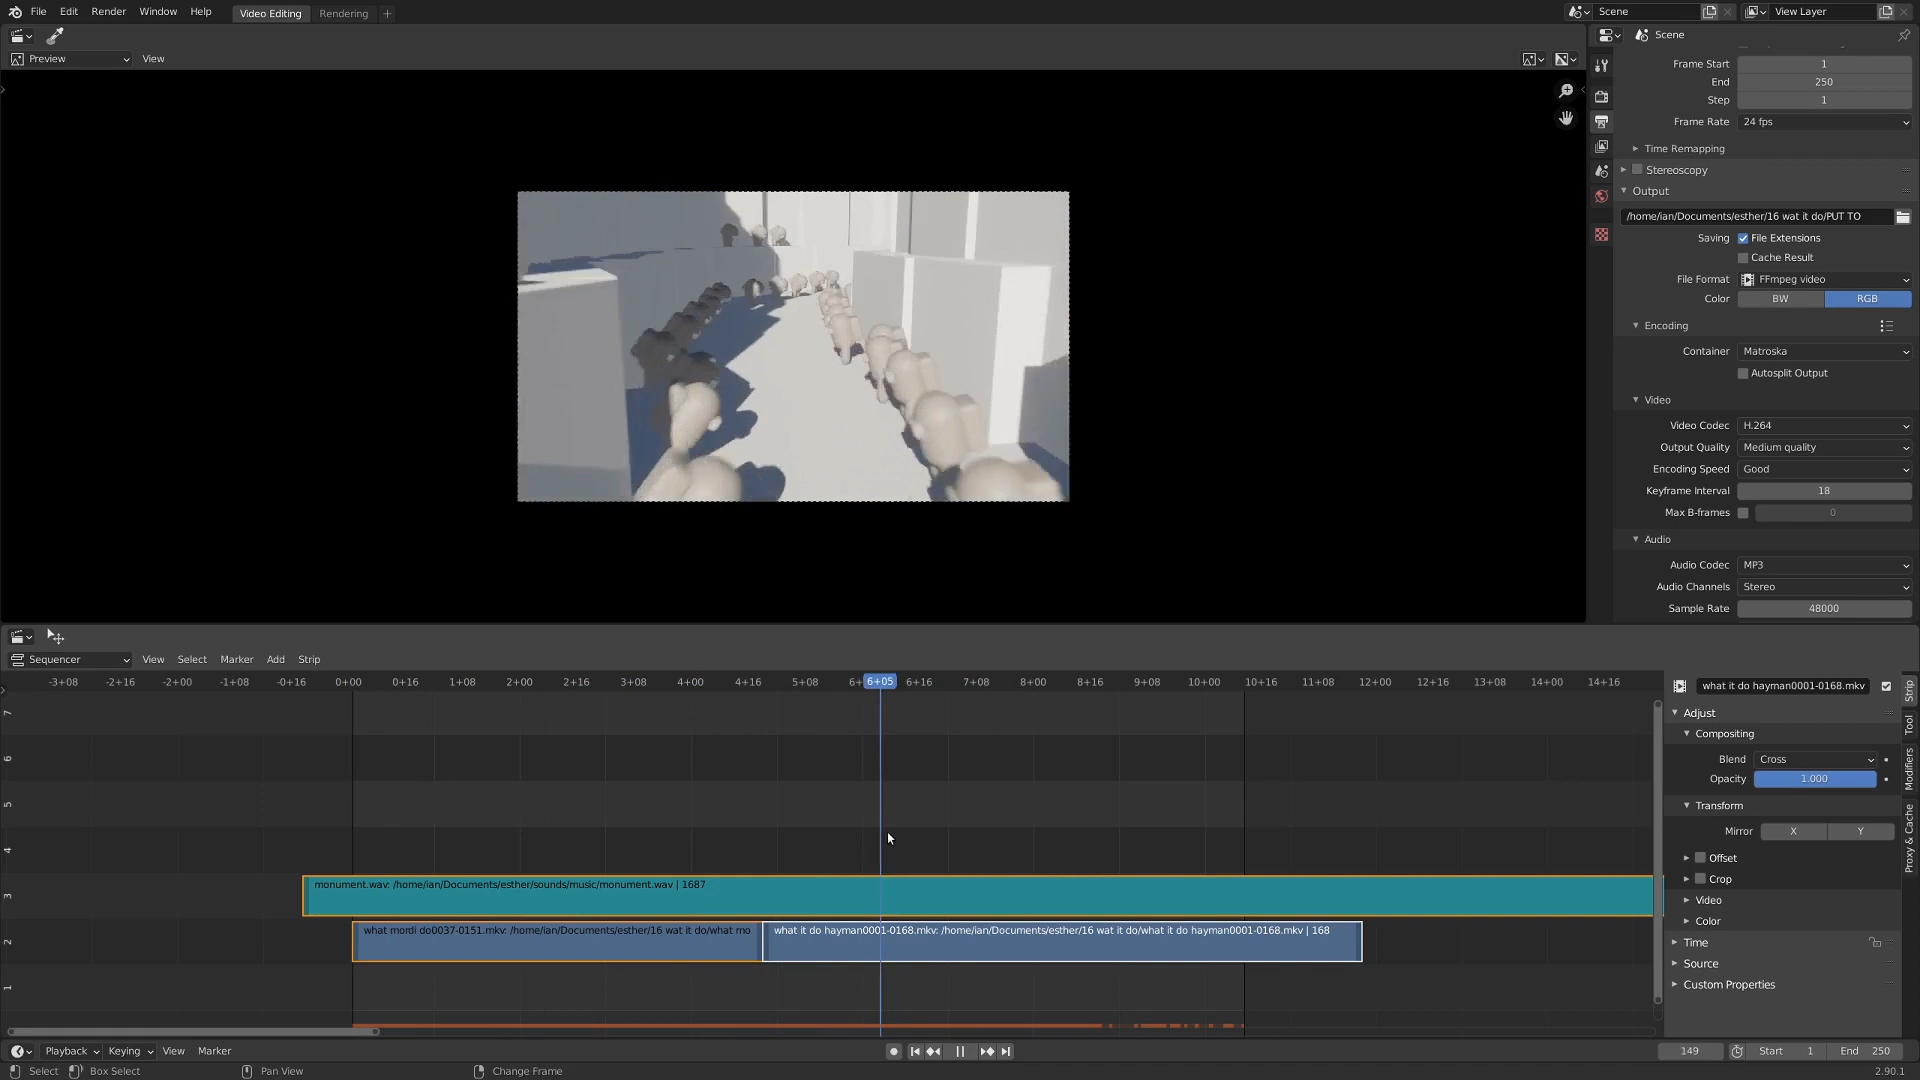 File Edit Render Window Help Video Editing Rendering + Scene View Layer
Preview View Scene
Frame Start 1
End 250
Step 1
Frame Rate 24 fps
Time Remapping
Stereoscopy
Output
/home/ian/Documents/esther/16 wat it do/PUT TO
Saving File Extensions
Cache Result
File Format FFmpeg video
Color BW RGB
Encoding
Container Matroska
Autosplit Output
Video
Video Codec H.264
Output Quality Medium quality
Encoding Speed Good
Keyframe Interval 18
Max B-frames 0
Audio
Audio Codec MP3
Audio Channels Stereo
Sample Rate 48000
Sequencer View Select Marker Add Strip
-3+08 -2+16 -2+00 -1+08 -0+16 0+00 0+16 1+08 2+00 2+16 3+08 4+00 4+16 5+08 6+ 6+05 6+16 7+08 8+00 8+16 9+08 10+00 10+16 11+08 12+00 12+16 13+08 14+00 14+16
7
6
5
4
3
2
1
monument.wav: /home/ian/Documents/esther/sounds/music/monument.wav | 1687
what mordi do0037-0151.mkv: /home/ian/Documents/esther/16 wat it do/what mo
what it do hayman0001-0168.mkv: /home/ian/Documents/esther/16 wat it do/what it do hayman0001-0168.mkv | 168
what it do hayman0001-0168.mkv
Adjust
Compositing
Blend Cross
Opacity 1.000
Transform
Mirror X Y
Offset
Crop
Video
Color
Time
Source
Custom Properties
Strip
Tool
Modifiers
Proxy & Cache
Playback Keying View Marker 149 Start 1 End 250
Select Box Select Pan View Change Frame 2.90.1